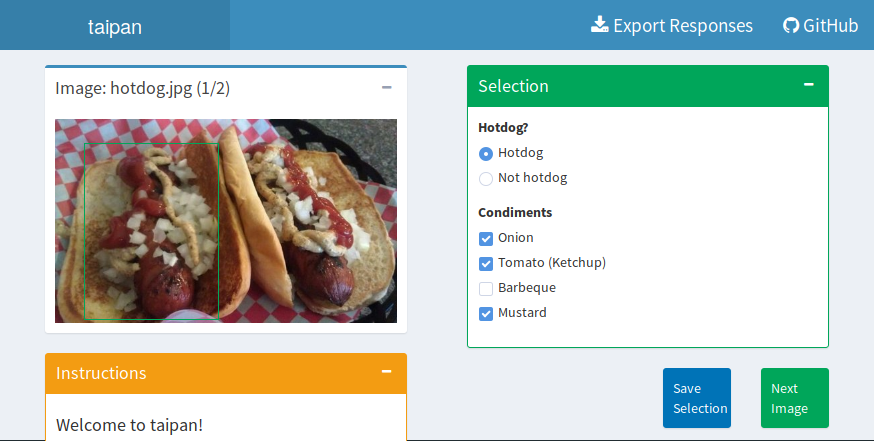 taipan
Export Responses
GitHub
Image: hotdog.jpg (1/2)
Selection
Hotdog?
Hotdog
Not hotdog
Condiments
Onion
Tomato (Ketchup)
Barbeque
Mustard
Instructions
Welcome to taipan!
Save
Selection
Next
Image